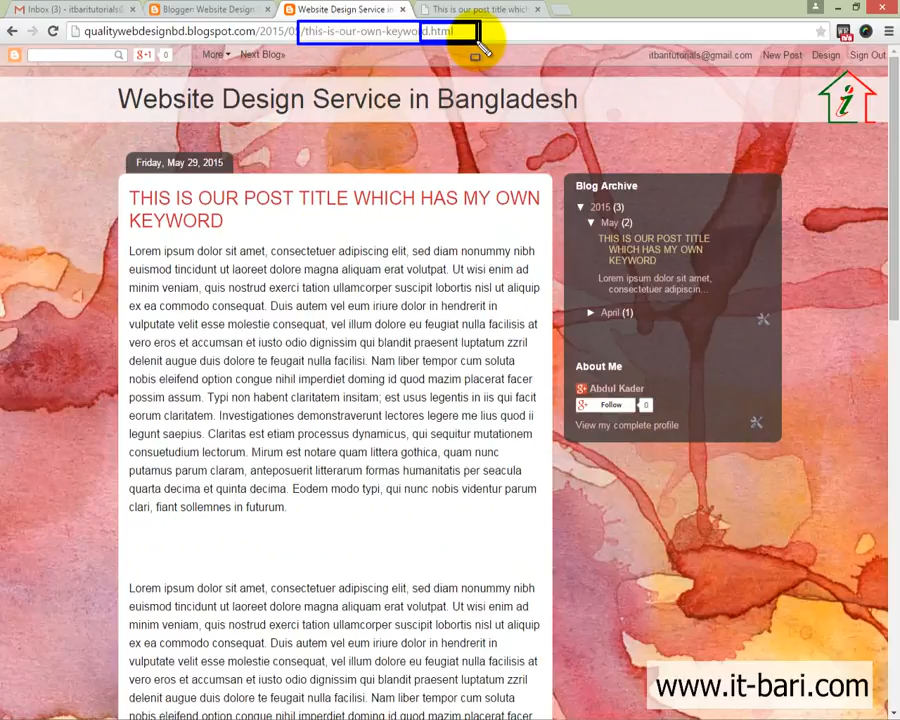 Inbox (3) - itbaritutorials@
Blogger: Website Design
Website Design Service in
This is our post title whic
qualitywebdesignbd.blogspot.com/2015/05/this-is-our-own-keyword.html
+1 0 More Next Blog» itbantutorials@gmail.com New Post Design Sign Out
Website Design Service in Bangladesh
i
Friday, May 29, 2015
THIS IS OUR POST TITLE WHICH HAS MY OWN
KEYWORD
Lorem ipsum dolor sit amet, consectetuer adipiscing elit, sed diam nonummy nibh
euismod tincidunt ut laoreet dolore magna aliquam erat volutpat. Ut wisi enim ad
minim veniam, quis nostrud exerci tation ullamcorper suscipit lobortis nisl ut aliquip
ex ea commodo consequat. Duis autem vel eum iriure dolor in hendrerit in
vulputate velit esse molestie consequat, vel illum dolore eu feugiat nulla facilisis at
vero eros et accumsan et iusto odio dignissim qui blandit praesent luptatum zzril
delenit augue duis dolore te feugait nulla facilisi. Nam liber tempor cum soluta
nobis eleifend option congue nihil imperdiet doming id quod mazim placerat facer
possim assum. Typi non habent claritatem insitam; est usus legentis in iis qui facit
eorum claritatem. Investigationes demonstraverunt lectores legere me lius quod ii
legunt saepius. Claritas est etiam processus dynamicus, qui sequitur mutationem
consuetudium lectorum. Mirum est notare quam littera gothica, quam nunc
putamus parum claram, anteposuerit litterarum formas humanitatis per seacula
quarta decima et quinta decima. Eodem modo typi, qui nunc nobis videntur parum
clari, fiant sollemnes in futurum.
Lorem ipsum dolor sit amet, consectetuer adipiscing elit, sed diam nonummy nibh
euismod tincidunt ut laoreet dolore magna aliquam erat volutpat. Ut wisi enim ad
minim veniam, quis nostrud exerci tation ullamcorper suscipit lobortis nisl ut aliquip
ex ea commodo consequat. Duis autem vel eum iriure dolor in hendrerit in
vulputate velit esse molestie consequat, vel illum dolore eu feugiat nulla facilisis at
vero eros et accumsan et iusto odio dignissim qui blandit praesent luptatum zzril
delenit augue duis dolore te feugait nulla facilisi. Nam liber tempor cum soluta
nobis eleifend option congue nihil imperdiet doming id quod mazim placerat facer
Blog Archive
▼ 2015 (3)
▼ May (2)
THIS IS OUR POST TITLE
WHICH HAS MY OWN
KEYWORD
Lorem ipsum dolor sit amet,
consectetuer adipiscin...
► April (1)
About Me
Abdul Kader
Follow 0
View my complete profile
www.it-bari.com